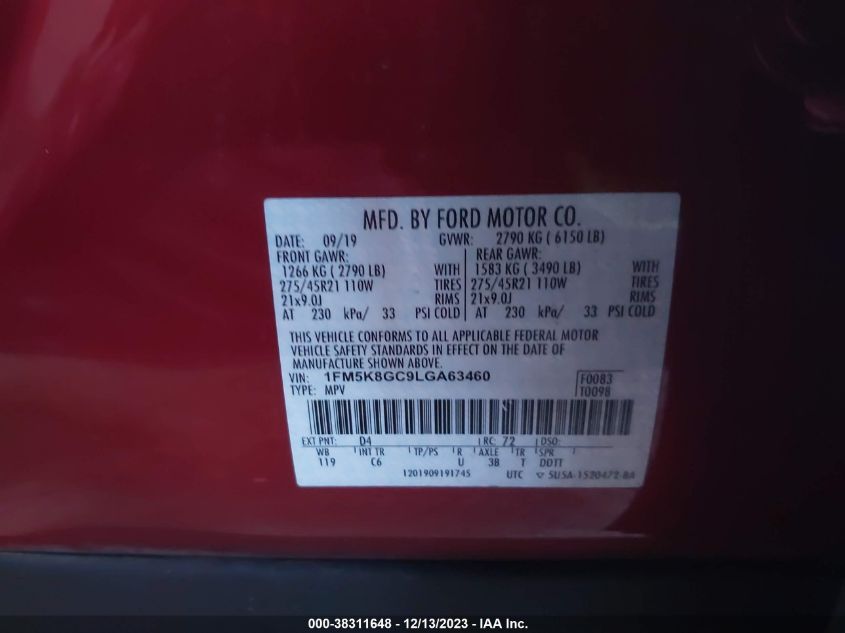 MFD. BY FORD MOTOR CO.
DATE: 09/19 GVWR: 2790 KG ( 6150 LB)
FRONT GAWR: REAR GAWR:
1266 KG ( 2790 LB) WITH 1583 KG ( 3490 LB) WITH
275/45R21 110W TIRES 275/45R21 110W TIRES
21x9.0J RIMS 21x9.0J RIMS
AT 230 kPa/ 33 PSI COLD AT 230 kPa/ 33 PSI COLD
THIS VEHICLE CONFORMS TO ALL APPLICABLE FEDERAL MOTOR
VEHICLE SAFETY STANDARDS IN EFFECT ON THE DATE OF
MANUFACTURE SHOWN ABOVE.
VIN: 1FM5K8GC9LGA63460 F0083
TYPE: MPV T0098
EXT PNT: D4 RC: 72 DSO:
WB INT TR TP/PS R AXLE TR SPR
119 C6 U 3B T DDTT
1201909191745 UTC ▽ 5U5A-1520472-BA
000-38311648 - 12/13/2023 - IAA Inc.